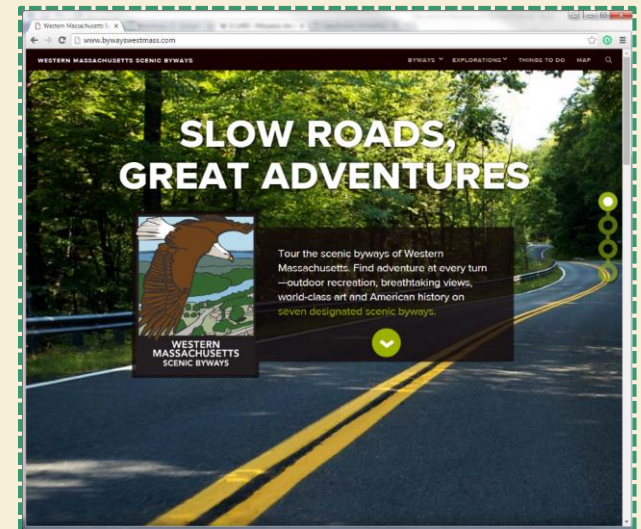 Western Massachusetts S
www.bywayswestmass.com
WESTERN MASSACHUSETTS SCENIC BYWAYS
BYWAYS EXPLORATIONS THINGS TO DO MAP
SLOW ROADS,
GREAT ADVENTURES
Tour the scenic byways of Western
Massachusetts. Find adventure at every turn
—outdoor recreation, breathtaking views,
world-class art and American history on
seven designated scenic byways.
WESTERN
MASSACHUSETTS
SCENIC BYWAYS